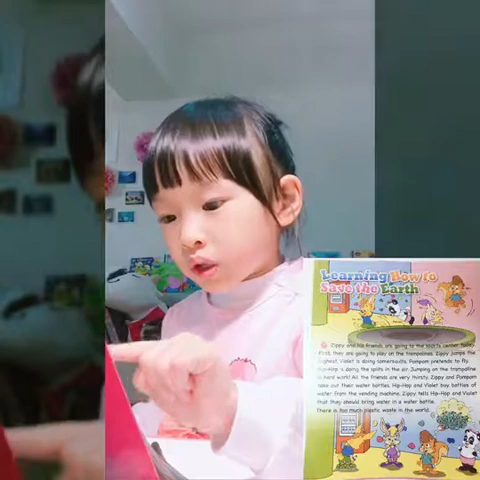 Learning How to
Save the Earth
Zippy and his friends are going to the sports center today.
First, they are going to play on the trampolines. Zippy jumps the
highest. Violet is doing somersaults. Pompom pretends to fly.
Hip-Hop is doing the splits in the air. Jumping on the trampoline
is hard work! All the friends are very thirsty. Zippy and Pompom
take out their water bottles. Hip-Hop and Violet buy bottles of
water from the vending machine. Zippy tells Hip-Hop and Violet
that they should bring water in a water bottle.
There is too much plastic waste in the world.